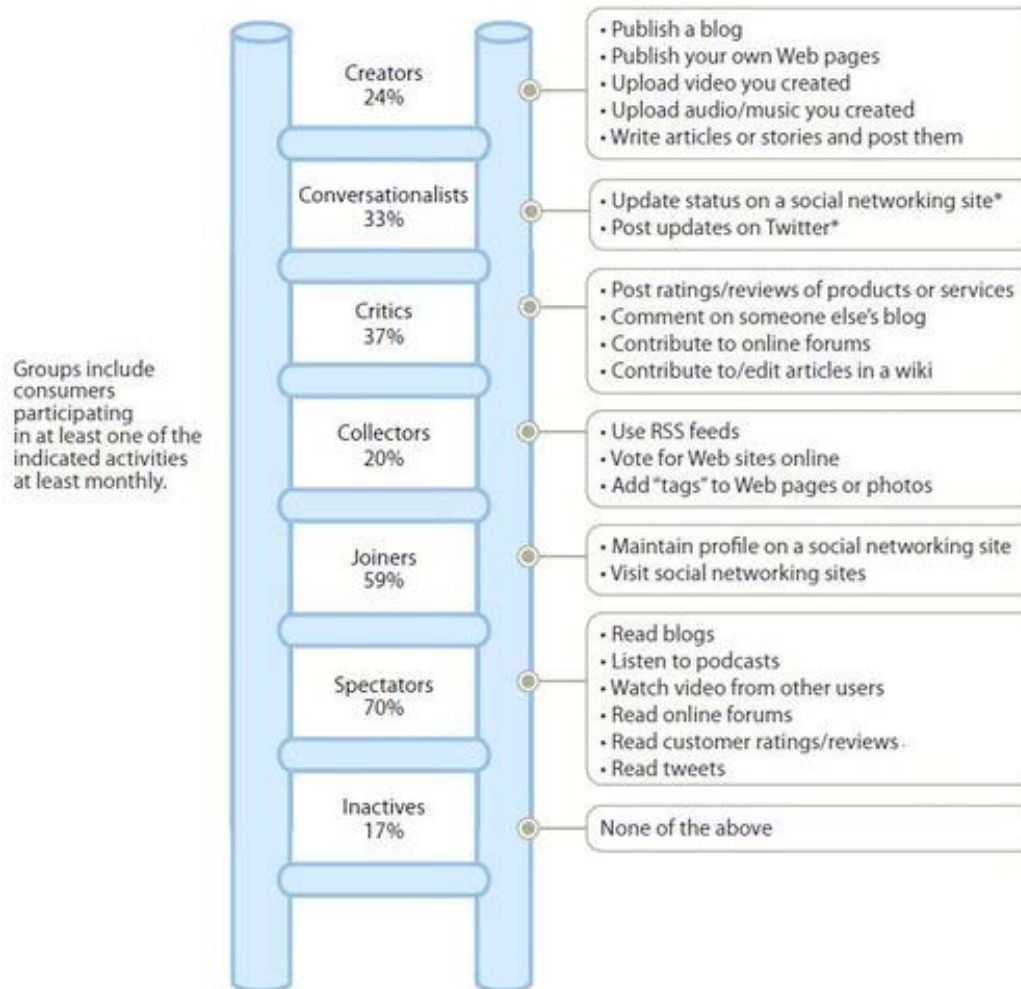 Creators
24%
• Publish a blog
• Publish your own Web pages
• Upload video you created
• Upload audio/music you created
• Write articles or stories and post them
Conversationalists
33%
• Update status on a social networking site*
• Post updates on Twitter*
Critics
37%
• Post ratings/reviews of products or services
• Comment on someone else's blog
• Contribute to online forums
• Contribute to/edit articles in a wiki
Groups include
consumers
participating
in at least one of the
indicated activities
at least monthly.
Collectors
20%
• Use RSS feeds
• Vote for Web sites online
• Add “tags” to Web pages or photos
Joiners
59%
• Maintain profile on a social networking site
• Visit social networking sites
Spectators
70%
• Read blogs
• Listen to podcasts
• Watch video from other users
• Read online forums
• Read customer ratings/reviews
• Read tweets
Inactives
17%
None of the above